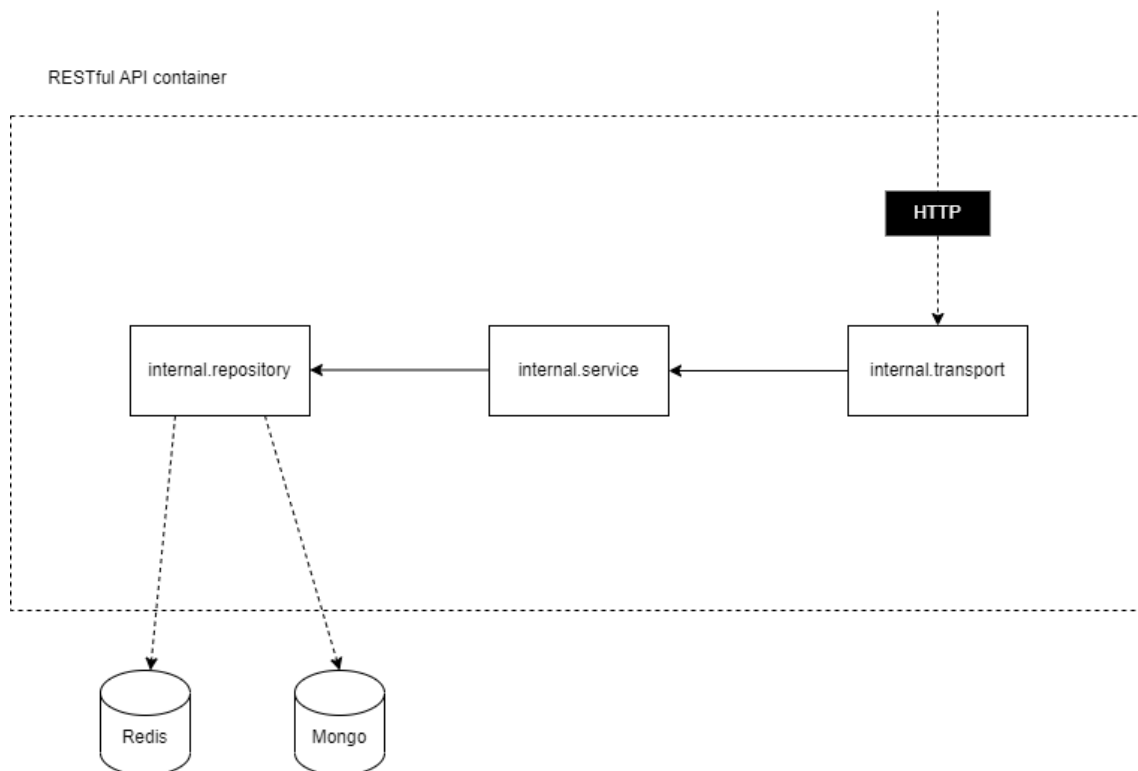 RESTful API container
HTTP
internal.repository
internal.service
internal.transport
Redis
Mongo